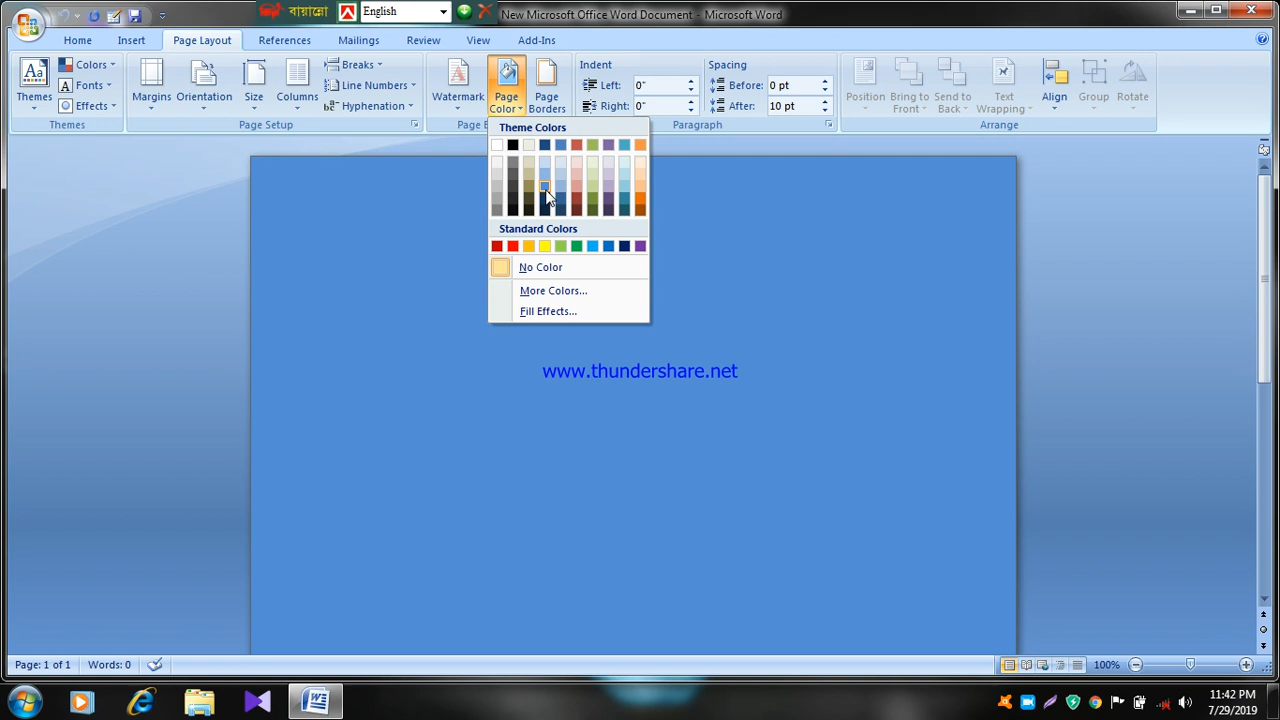 বায়ান্নো English New Microsoft Office Word Document - Microsoft Word
Home Insert Page Layout References Mailings Review View Add-Ins
Themes Colors Fonts Effects
Themes
Margins Orientation Size Columns Breaks Line Numbers Hyphenation
Page Setup
Watermark Page Color Page Borders
Page B
Indent Spacing
Left: 0" Before: 0 pt
Right: 0" After: 10 pt
Paragraph
Position Bring to Front Send to Back Text Wrapping Align Group Rotate
Arrange
Theme Colors
Standard Colors
No Color
More Colors...
Fill Effects...
www.thundershare.net
Page: 1 of 1 Words: 0 100%
11:42 PM
7/29/2019